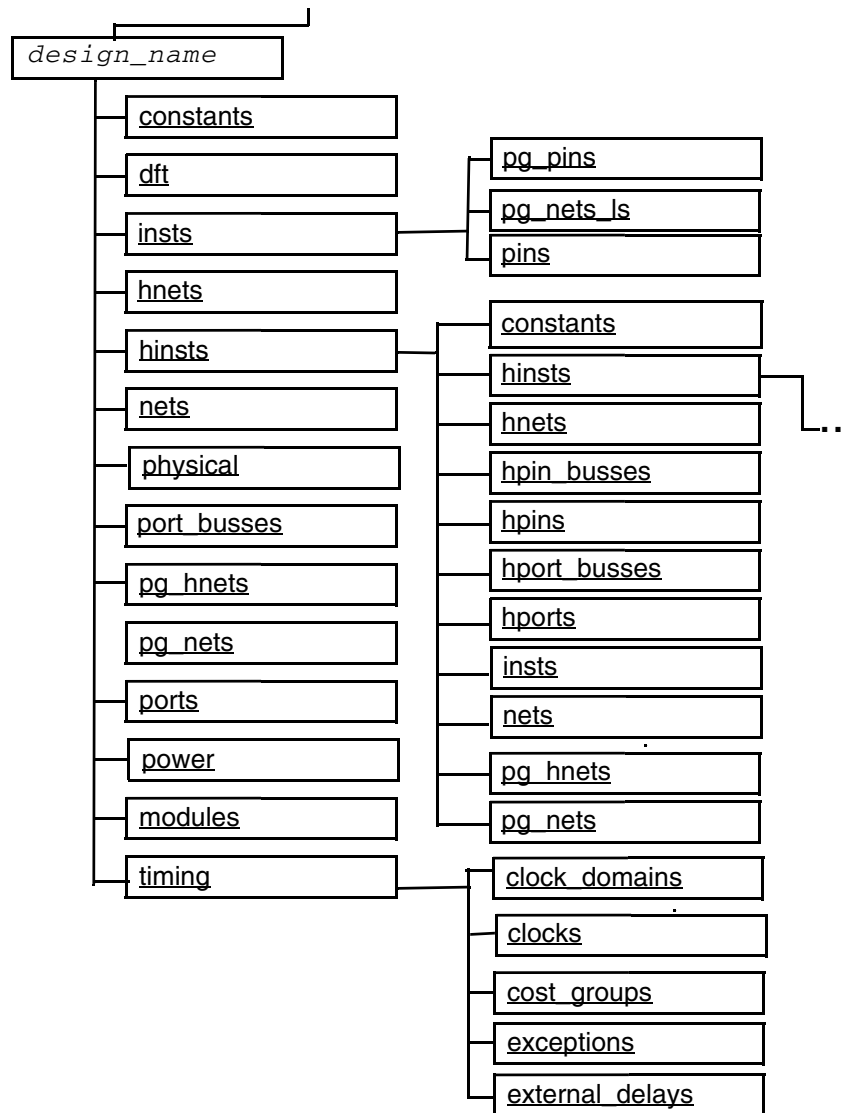 design_name
constants
dft
insts
hnets
hinsts
nets
physical
port_busses
pg_hnets
pg_nets
ports
power
modules
timing
pg_pins
pg_nets_ls
pins
constants
hinsts
..
hnets
hpin_busses
hpins
hport_busses
hports
insts
nets
pg_hnets
pg_nets
clock_domains
clocks
cost_groups
exceptions
external_delays